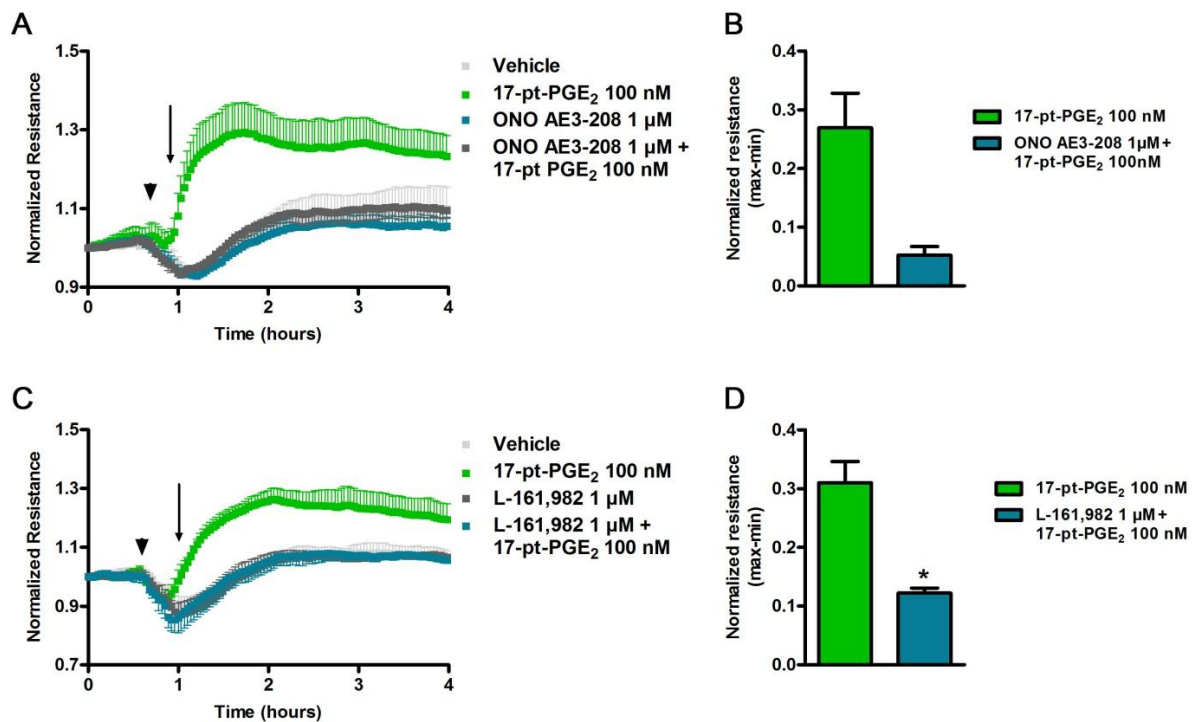 A
Normalized Resistance
1.5
1.3
1.1
0.9
0
1
2
3
4
Time (hours)
Vehicle
17-pt-PGE₂ 100 nM
ONO AE3-208 1 µM
ONO AE3-208 1 µM +
17-pt PGE₂ 100 nM
B
Normalized resistance
(max-min)
0.4
0.3
0.2
0.1
0.0
17-pt-PGE₂ 100 nM
ONO AE3-208 1µM+
17-pt-PGE₂ 100nM
C
Normalized Resistance
1.5
1.3
1.1
0.9
0.7
0
1
2
3
4
Time (hours)
Vehicle
17-pt-PGE₂ 100 nM
L-161,982 1 µM
L-161,982 1 µM +
17-pt-PGE₂ 100 nM
D
Normalized resistance
(max-min)
0.4
0.3
0.2
0.1
0.0
*
17-pt-PGE₂ 100 nM
L-161,982 1 µM +
17-pt-PGE₂ 100 nM